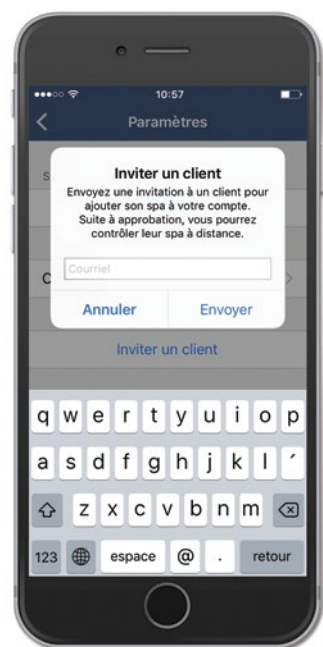 10:57
Paramètres
S
Inviter un client
Envoyez une invitation à un client pour
ajouter son spa à votre compte.
Suite à approbation, vous pourrez
contrôler leur spa à distance.
C
Courriel
Annuler Envoyer
Inviter un client
q w e r t y u i o p
a s d f g h j k l ´
z x c v b n m
123 espace @ . retour